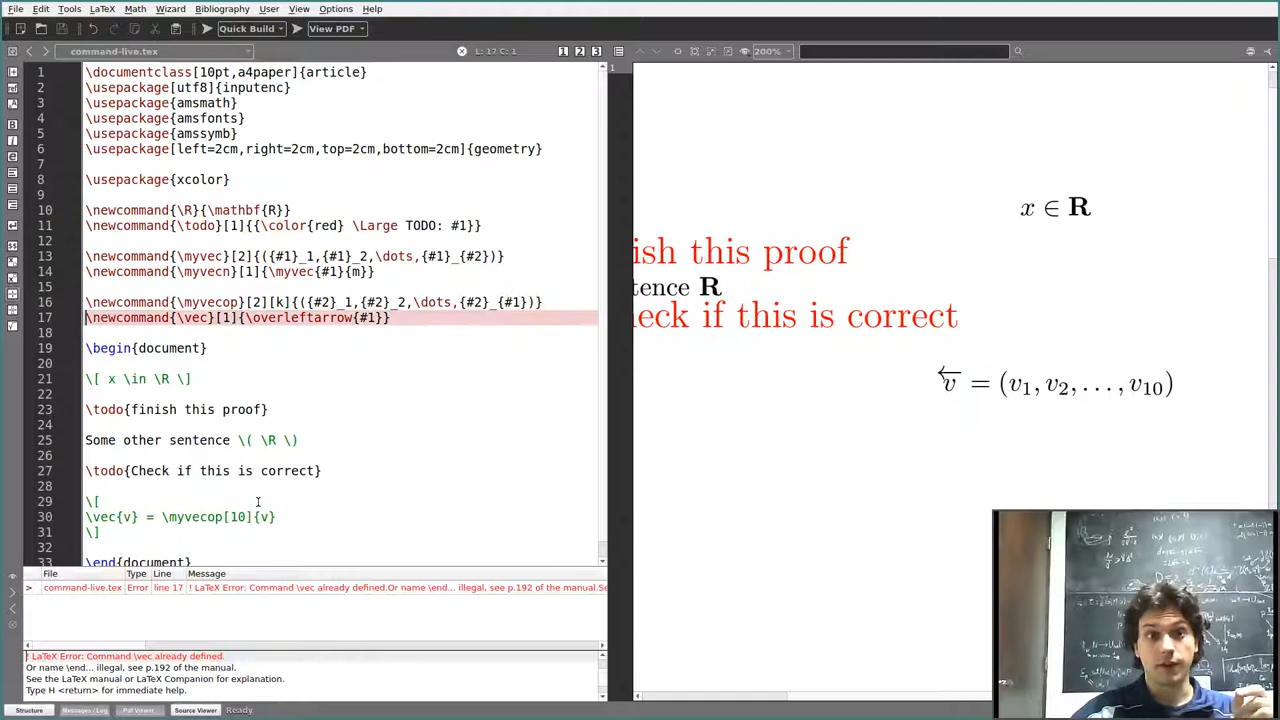 File Edit Tools LaTeX Math Wizard Bibliography User View Options Help
Quick Build View PDF
command-live.tex L: 17 C: 1 1 2 3 200%
1
1 \documentclass[10pt,a4paper]{article}
2 \usepackage[utf8]{inputenc}
3 \usepackage{amsmath}
4 \usepackage{amsfonts}
5 \usepackage{amssymb}
6 \usepackage[left=2cm,right=2cm,top=2cm,bottom=2cm]{geometry}
7
8 \usepackage{xcolor}
9
10 \newcommand{\R}{\mathbf{R}}
11 \newcommand{\todo}[1]{{\color{red} \Large TODO: #1}}
12
13 \newcommand{\myvec}[2]{({#1}_1,{#1}_2,\dots,{#1}_{#2})}
14 \newcommand{\myvecn}[1]{\myvec{#1}{m}}
15
16 \newcommand{\myvecop}[2][k]{({#2}_1,{#2}_2,\dots,{#2}_{#1})}
17 \newcommand{\vec}[1]{\overleftarrow{#1}}
18
19 \begin{document}
20
21 \[ x \in \R \]
22
23 \todo{finish this proof}
24
25 Some other sentence \( \R \)
26
27 \todo{Check if this is correct}
28
29 \[
30 \vec{v} = \myvecop[10]{v}
31 \]
32
33 \end{document}
x ∈ R
ish this proof
tence R
eck if this is correct
v = (v1, v2, . . . , v10)
File Type Line Message
> command-live.tex Error line 17 ! LaTeX Error: Command \vec already defined.Or name \end... illegal, see p.192 of the manual.Se
! LaTeX Error: Command \vec already defined.
Or name \end... illegal, see p.192 of the manual.
See the LaTeX manual or LaTeX Companion for explanation.
Type H <return> for immediate help.
Structure Messages / Log Pdf Viewer Source Viewer Ready